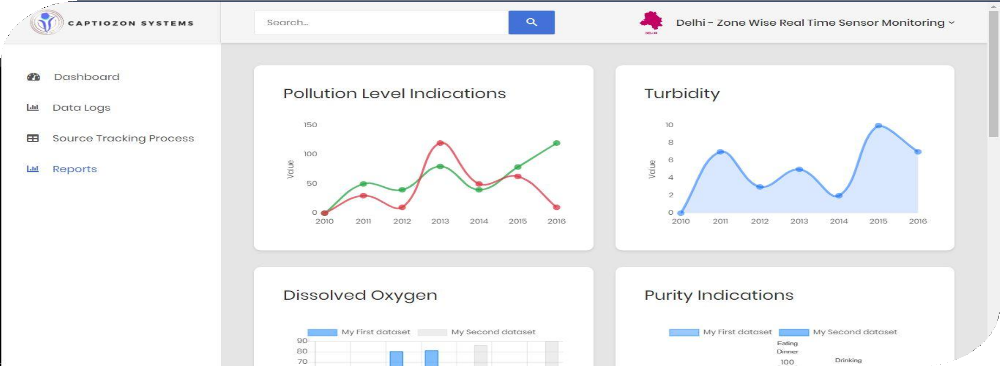 CAPTIOZON SYSTEMS
Search...
DELHI
Delhi - Zone Wise Real Time Sensor Monitoring
Dashboard
Data Logs
Source Tracking Process
Reports
Pollution Level Indications
150
100
50
0
Value
2010 2011 2012 2013 2014 2015 2016
Turbidity
10
8
6
4
2
0
Value
2010 2011 2012 2013 2014 2015 2016
Dissolved Oxygen
My First dataset My Second dataset
90
80
70
Purity Indications
My First dataset My Second dataset
Eating
Dinner
100
Drinking